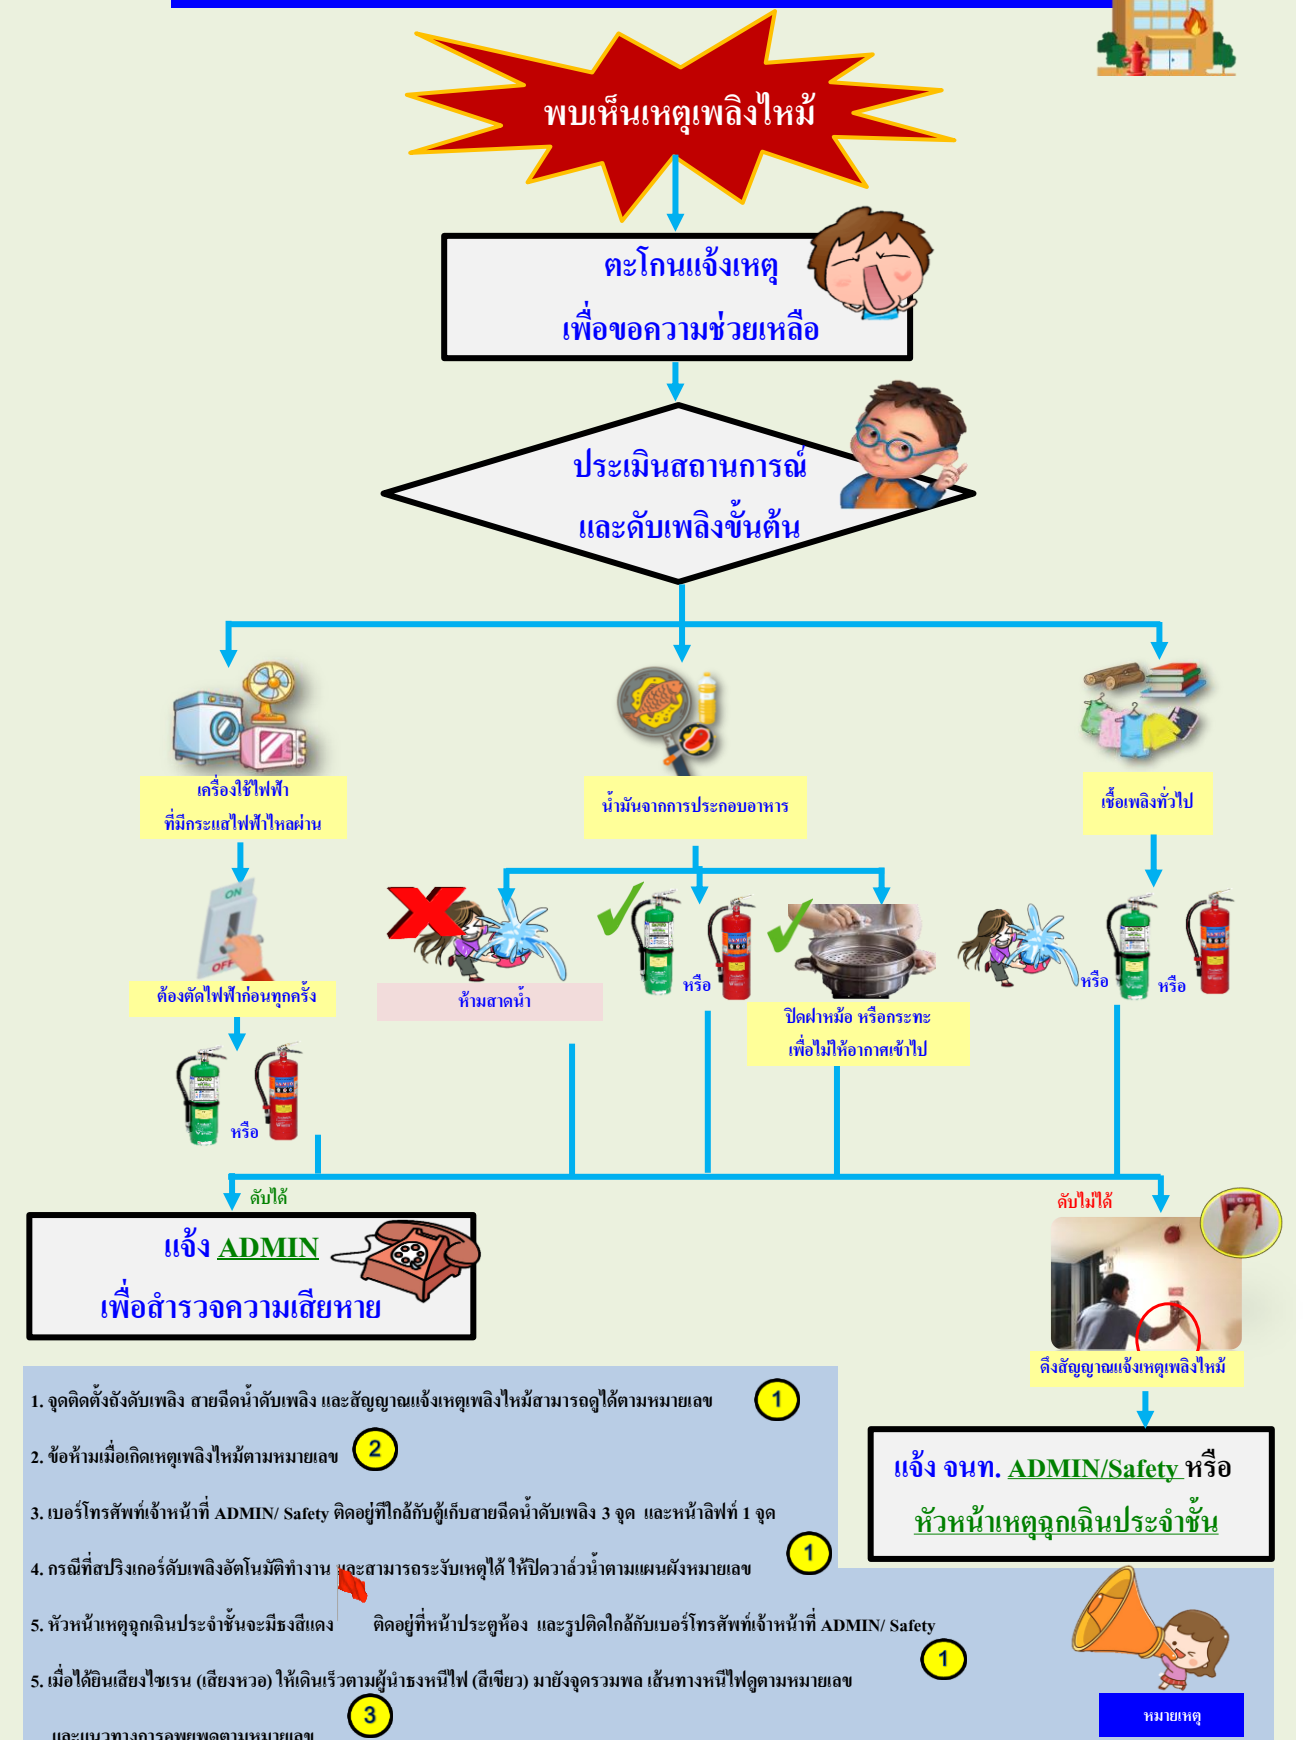 พบเห็นเหตุเพลิงไหม้
ตะโกนแจ้งเหตุ
เพื่อขอความช่วยเหลือ
ประเมินสถานการณ์
และดับเพลิงขั้นต้น
เครื่องใช้ไฟฟ้า
ที่มีกระแสไฟฟ้าไหลผ่าน
น้ำมันจากการประกอบอาหาร
เชื้อเพลิงทั่วไป
ON
OFF
ต้องตัดไฟฟ้าก่อนทุกครั้ง
ห้ามสาดน้ำ
หรือ
ปิดฝาหม้อ หรือกระทะ
เพื่อไม่ให้อากาศเข้าไป
หรือ
หรือ
หรือ
ดับได้
ดับไม่ได้
แจ้ง ADMIN
เพื่อสำรวจความเสียหาย
ดึงสัญญาณแจ้งเหตุเพลิงไหม้
แจ้ง จนท. ADMIN/Safety หรือ
หัวหน้าเหตุฉุกเฉินประจำชั้น
1. จุดติดตั้งถังดับเพลิง สายฉีดน้ำดับเพลิง และสัญญาณแจ้งเหตุเพลิงไหม้สามารถดูได้ตามหมายเลข 1
2. ข้อห้ามเมื่อเกิดเหตุเพลิงไหม้ตามหมายเลข 2
3. เบอร์โทรศัพท์เจ้าหน้าที่ ADMIN/ Safety ติดอยู่ที่ใกล้กับตู้เก็บสายฉีดน้ำดับเพลิง 3 จุด และหน้าลิฟท์ 1 จุด
4. กรณีที่สปริงเกอร์ดับเพลิงอัตโนมัติทำงาน และสามารถระงับเหตุได้ ให้ปิดวาล์วน้ำตามแผนผังหมายเลข 1
5. หัวหน้าเหตุฉุกเฉินประจำชั้นจะมีธงสีแดง ติดอยู่ที่หน้าประตูห้อง และรูปติดใกล้กับเบอร์โทรศัพท์เจ้าหน้าที่ ADMIN/ Safety
5. เมื่อได้ยินเสียงไซเรน (เสียงหวอ) ให้เดินเร็วตามผู้นำธงหนีไฟ (สีเขียว) มายังจุดรวมพล เส้นทางหนีไฟดูตามหมายเลข 1
และแนวทางการอพยพดูตามหมายเลข 3
หมายเหตุ